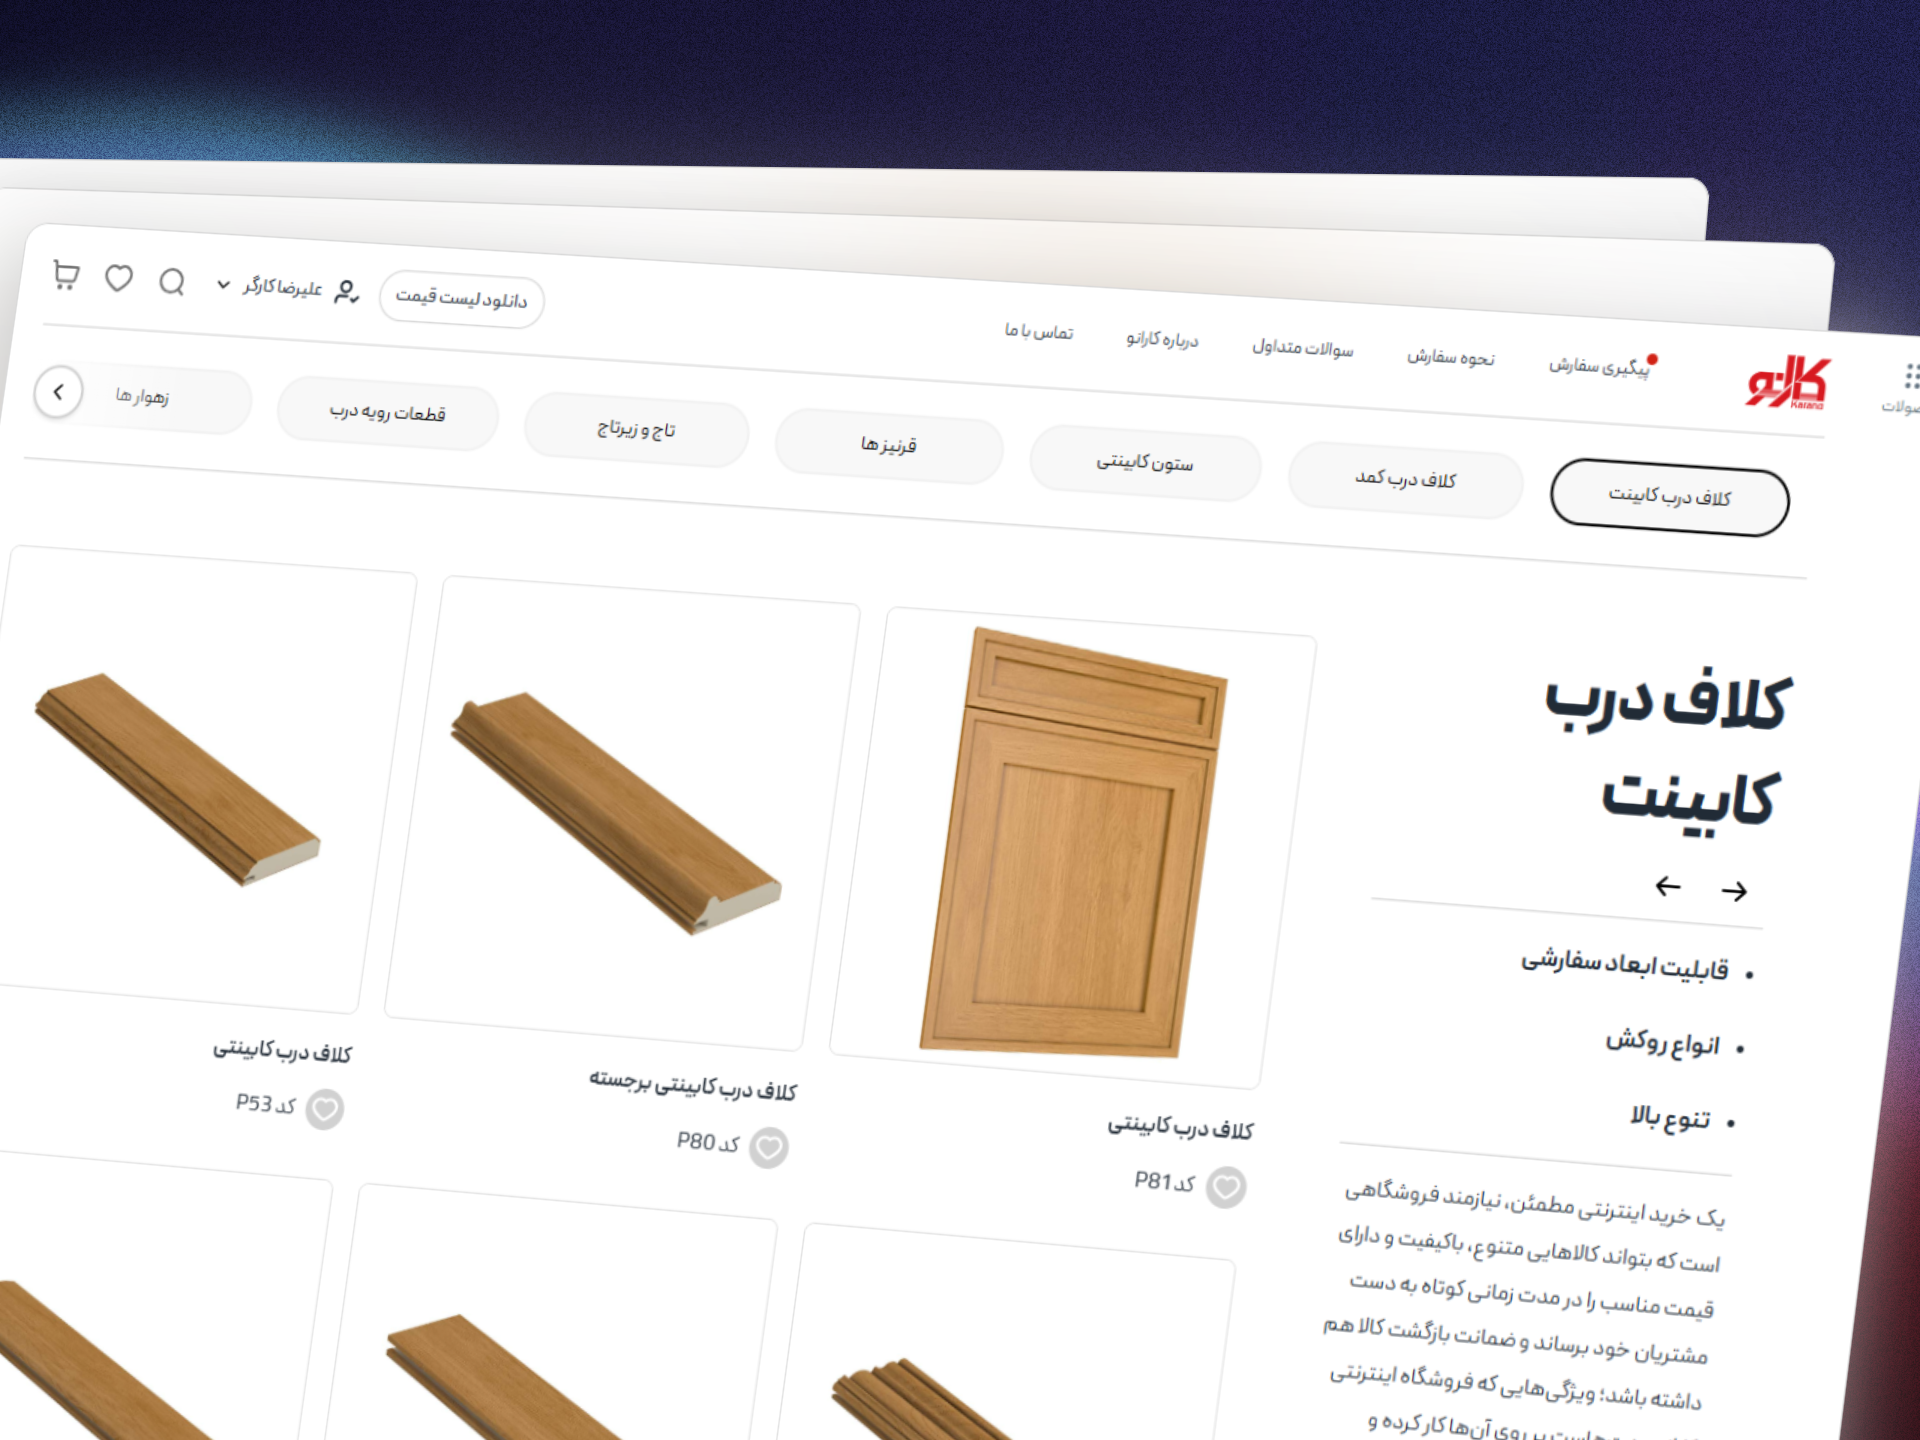 کارانو
Karano
پیگیری سفارش
نحوه سفارش
سوالات متداول
درباره کارانو
تماس با ما
دانلود لیست قیمت
علیرضا کارگر
کلاف درب کابینت
کلاف درب کمد
ستون کابینتی
قرنیز ها
تاج و زیرتاج
قطعات رویه درب
زهوار ها
کلاف درب
کابینت
• قابلیت ابعاد سفارشی
• انواع روکش
• تنوع بالا
یک خرید اینترنتی مطمئن، نیازمند فروشگاهی
است که بتواند کالاهایی متنوع، باکیفیت و دارای
قیمت مناسب را در مدت زمانی کوتاه به دست
مشتریان خود برساند و ضمانت بازگشت کالا هم
داشته باشد؛ ویژگی‌هایی که فروشگاه اینترنتی
بر روی آن‌ها کار کرده و
کلاف درب کابینتی
کد P81
کلاف درب کابینتی برجسته
کد P80
کلاف درب کابینتی
کد P53